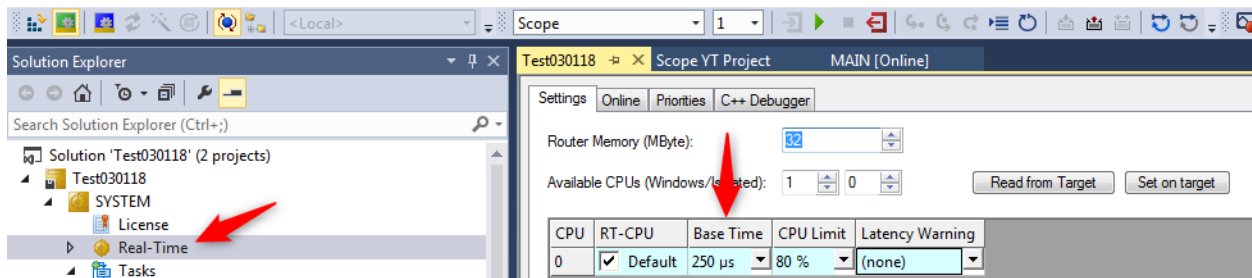 <Local>
Scope
1
Solution Explorer
Search Solution Explorer (Ctrl+;)
Solution 'Test030118' (2 projects)
Test030118
SYSTEM
License
Real-Time
Tasks
Test030118
Scope YT Project
MAIN [Online]
Settings
Online
Priorities
C++ Debugger
Router Memory (MByte):
32
Available CPUs (Windows/Isolated):
1
0
Read from Target
Set on target
CPU RT-CPU Base Time CPU Limit Latency Warning
0 Default 250 µs 80 % (none)